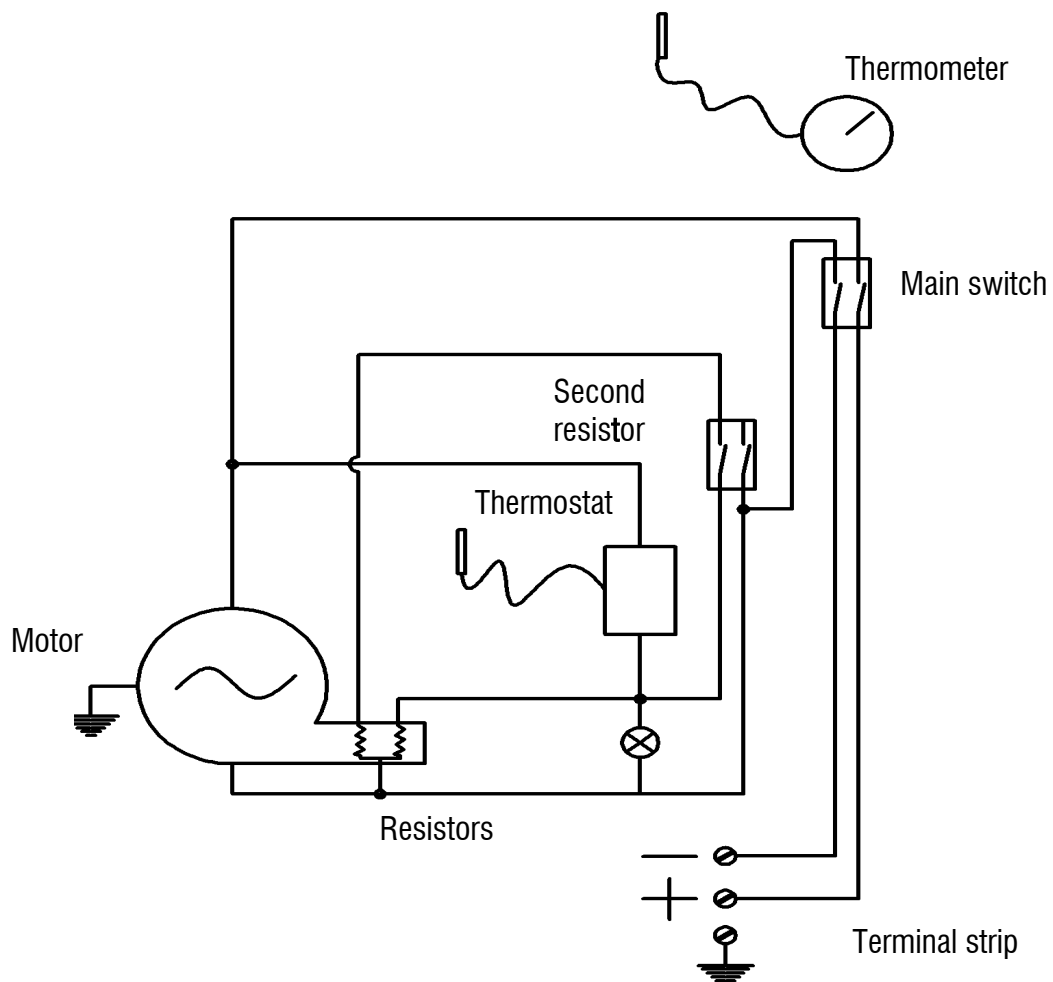 Thermometer
Main switch
Second
resistor
Thermostat
Motor
Resistors
Terminal strip